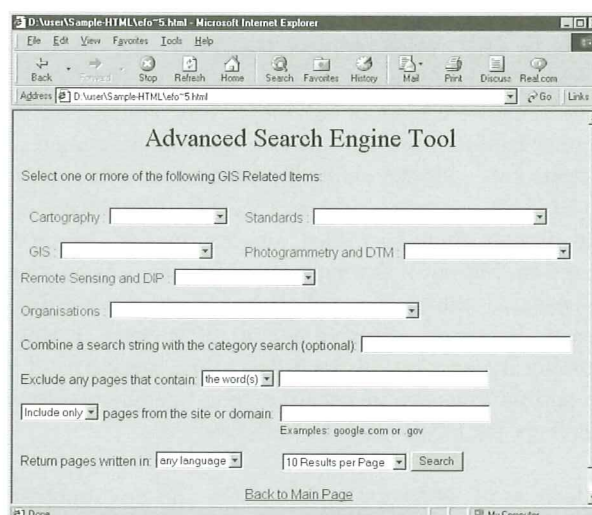 D:\user\Sample-HTML\efo~5.html - Microsoft Internet Explorer
File Edit View Favorites Tools Help
Back Forward Stop Refresh Home Search Favorites History Mail Print Discuss Real.com
Address D:\user\Sample-HTML\efo~5.html Go Links
Advanced Search Engine Tool
Select one or more of the following GIS Related Items:
Cartography : Standards :
GIS : Photogrammetry and DTM :
Remote Sensing and DIP :
Organisations :
Combine a search string with the category search (optional):
Exclude any pages that contain: the word(s)
Include only pages from the site or domain:
Examples: google.com or .gov
Return pages written in: any language 10 Results per Page Search
Back to Main Page
Done My Computer